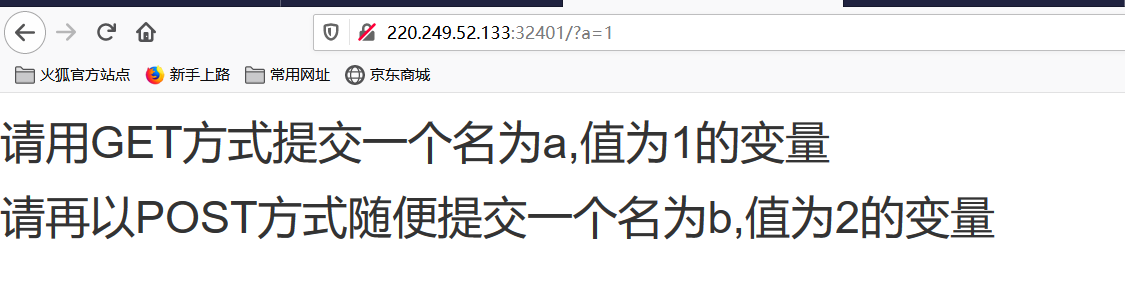 220.249.52.133:32401/?a=1
火狐官方站点 新手上路 常用网址 京东商城
请用GET方式提交一个名为a,值为1的变量
请再以POST方式随便提交一个名为b,值为2的变量